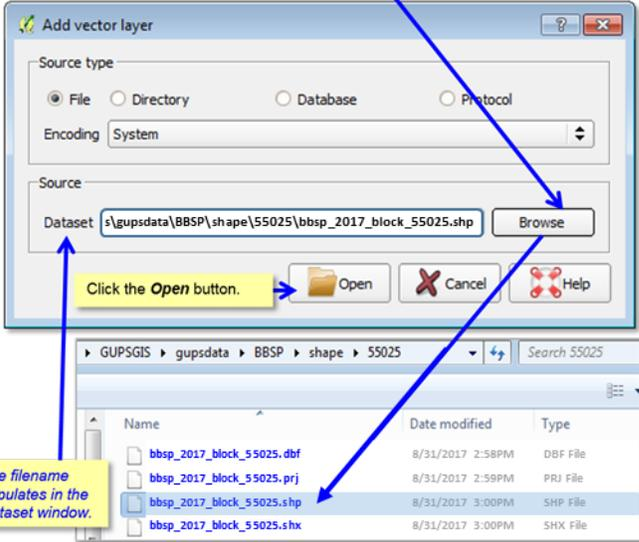 Add vector layer
Source type
File Directory Database Protocol
Encoding System
Source
Dataset s\gupsdata\BBSP\shape\55025\bbsp_2017_block_55025.shp Browse
Click the Open button.
Open Cancel Help
GUPSGIS gupsdata BBSP shape 55025 Search 55025
Name Date modified Type
bbsp_2017_block_55025.dbf 8/31/2017 2:58PM DBF File
bbsp_2017_block_55025.prj 8/31/2017 2:59PM PRJ File
bbsp_2017_block_55025.shp 8/31/2017 3:00PM SHP File
bbsp_2017_block_55025.shx 8/31/2017 3:00PM SHX File
filename
in the
window.